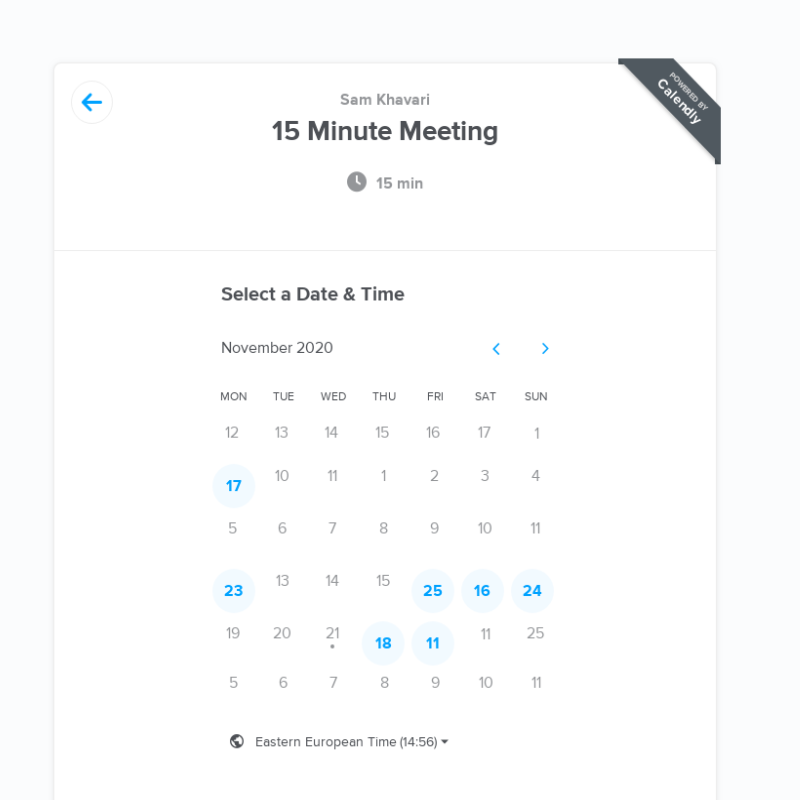 POWERED BY
Calendly
Sam Khavari
15 Minute Meeting
15 min
Select a Date & Time
November 2020
MON TUE WED THU FRI SAT SUN
12 13 14 15 16 17 1
17 10 11 1 2 3 4
5 6 7 8 9 10 11
23 13 14 15 25 16 24
19 20 21 18 11 11 25
5 6 7 8 9 10 11
Eastern European Time (14:56)